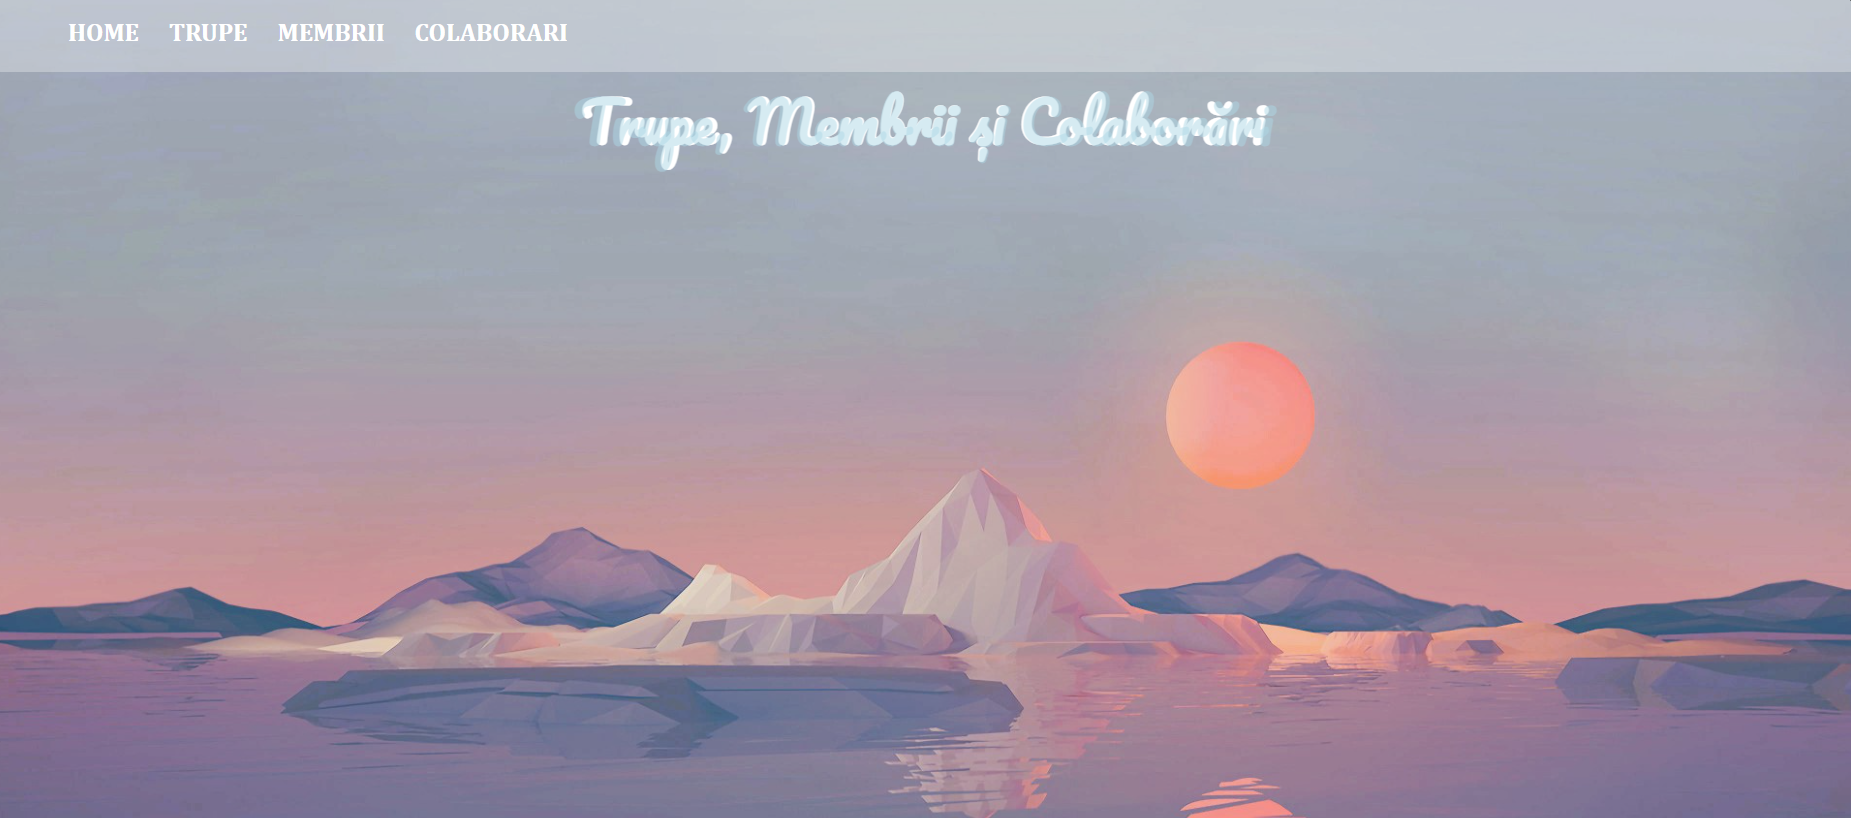 HOME TRUPE MEMBRII COLABORARI
Trupe, Membrii și Colaborări